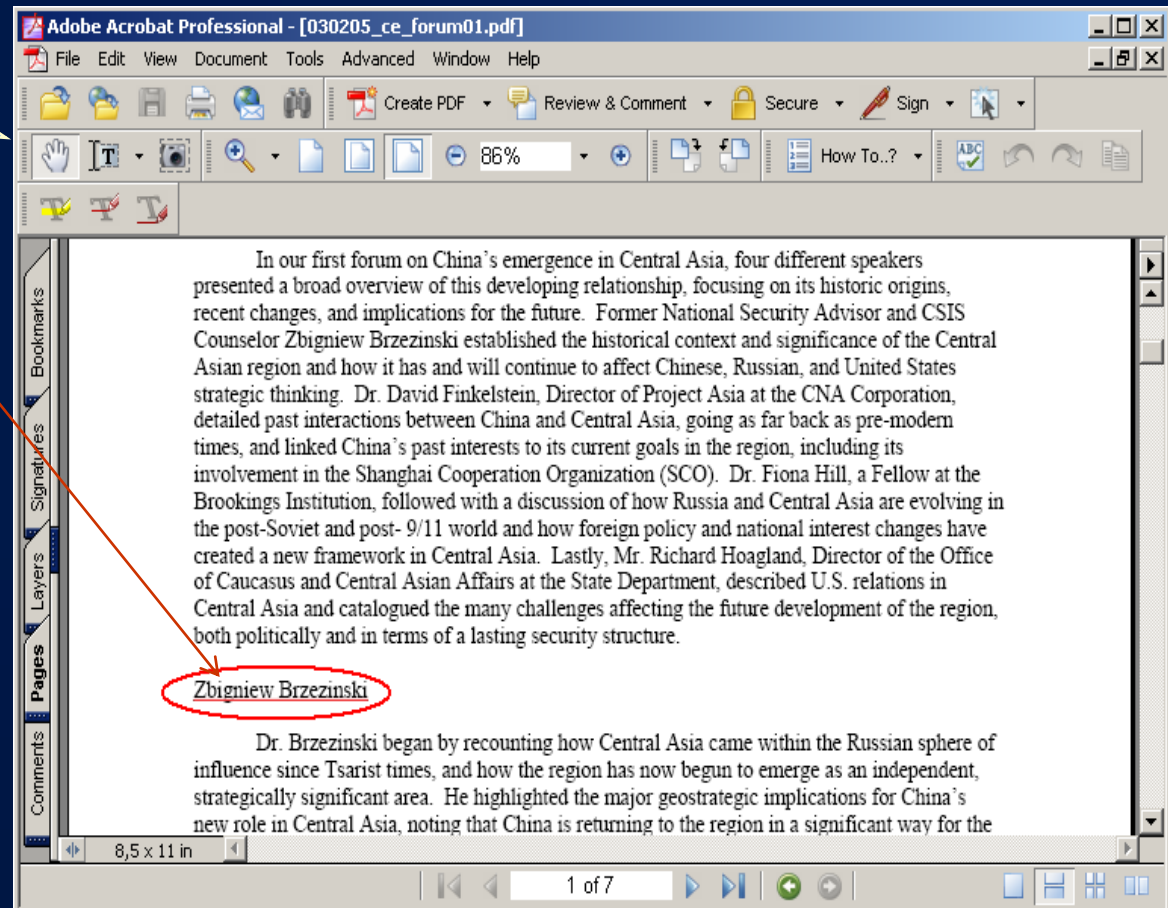 Adobe Acrobat Professional - [030205_ce_forum01.pdf]
File Edit View Document Tools Advanced Window Help
Create PDF Review & Comment Secure Sign
T 86% How To..? ABC
T T T
In our first forum on China’s emergence in Central Asia, four different speakers
presented a broad overview of this developing relationship, focusing on its historic origins,
recent changes, and implications for the future. Former National Security Advisor and CSIS
Counselor Zbigniew Brzezinski established the historical context and significance of the Central
Asian region and how it has and will continue to affect Chinese, Russian, and United States
strategic thinking. Dr. David Finkelstein, Director of Project Asia at the CNA Corporation,
detailed past interactions between China and Central Asia, going as far back as pre-modern
times, and linked China’s past interests to its current goals in the region, including its
involvement in the Shanghai Cooperation Organization (SCO). Dr. Fiona Hill, a Fellow at the
Brookings Institution, followed with a discussion of how Russia and Central Asia are evolving in
the post-Soviet and post- 9/11 world and how foreign policy and national interest changes have
created a new framework in Central Asia. Lastly, Mr. Richard Hoagland, Director of the Office
of Caucasus and Central Asian Affairs at the State Department, described U.S. relations in
Central Asia and catalogued the many challenges affecting the future development of the region,
both politically and in terms of a lasting security structure.
Zbigniew Brzezinski
Dr. Brzezinski began by recounting how Central Asia came within the Russian sphere of
influence since Tsarist times, and how the region has now begun to emerge as an independent,
strategically significant area. He highlighted the major geostrategic implications for China’s
new role in Central Asia, noting that China is returning to the region in a significant way for the
Bookmarks
Signatures
Layers
Pages
Comments
8,5 x 11 in
1 of 7